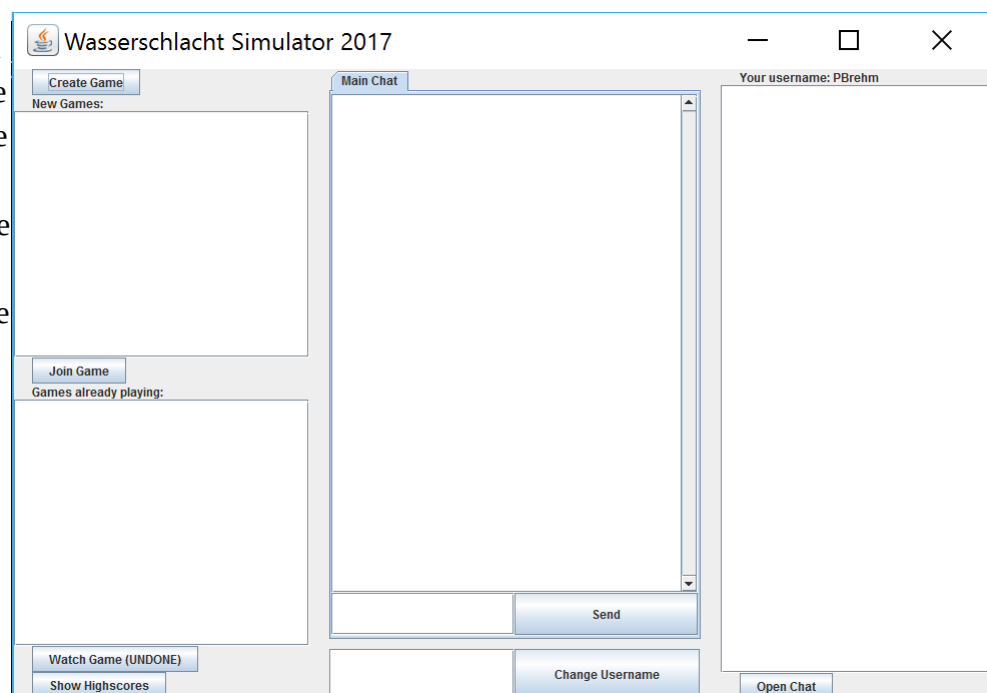 Wasserschlacht Simulator 2017
Create Game
New Games:
Join Game
Games already playing:
Watch Game (UNDONE)
Show Highscores
Main Chat
Send
Change Username
Your username: PBrehm
Open Chat
e
e
e
e